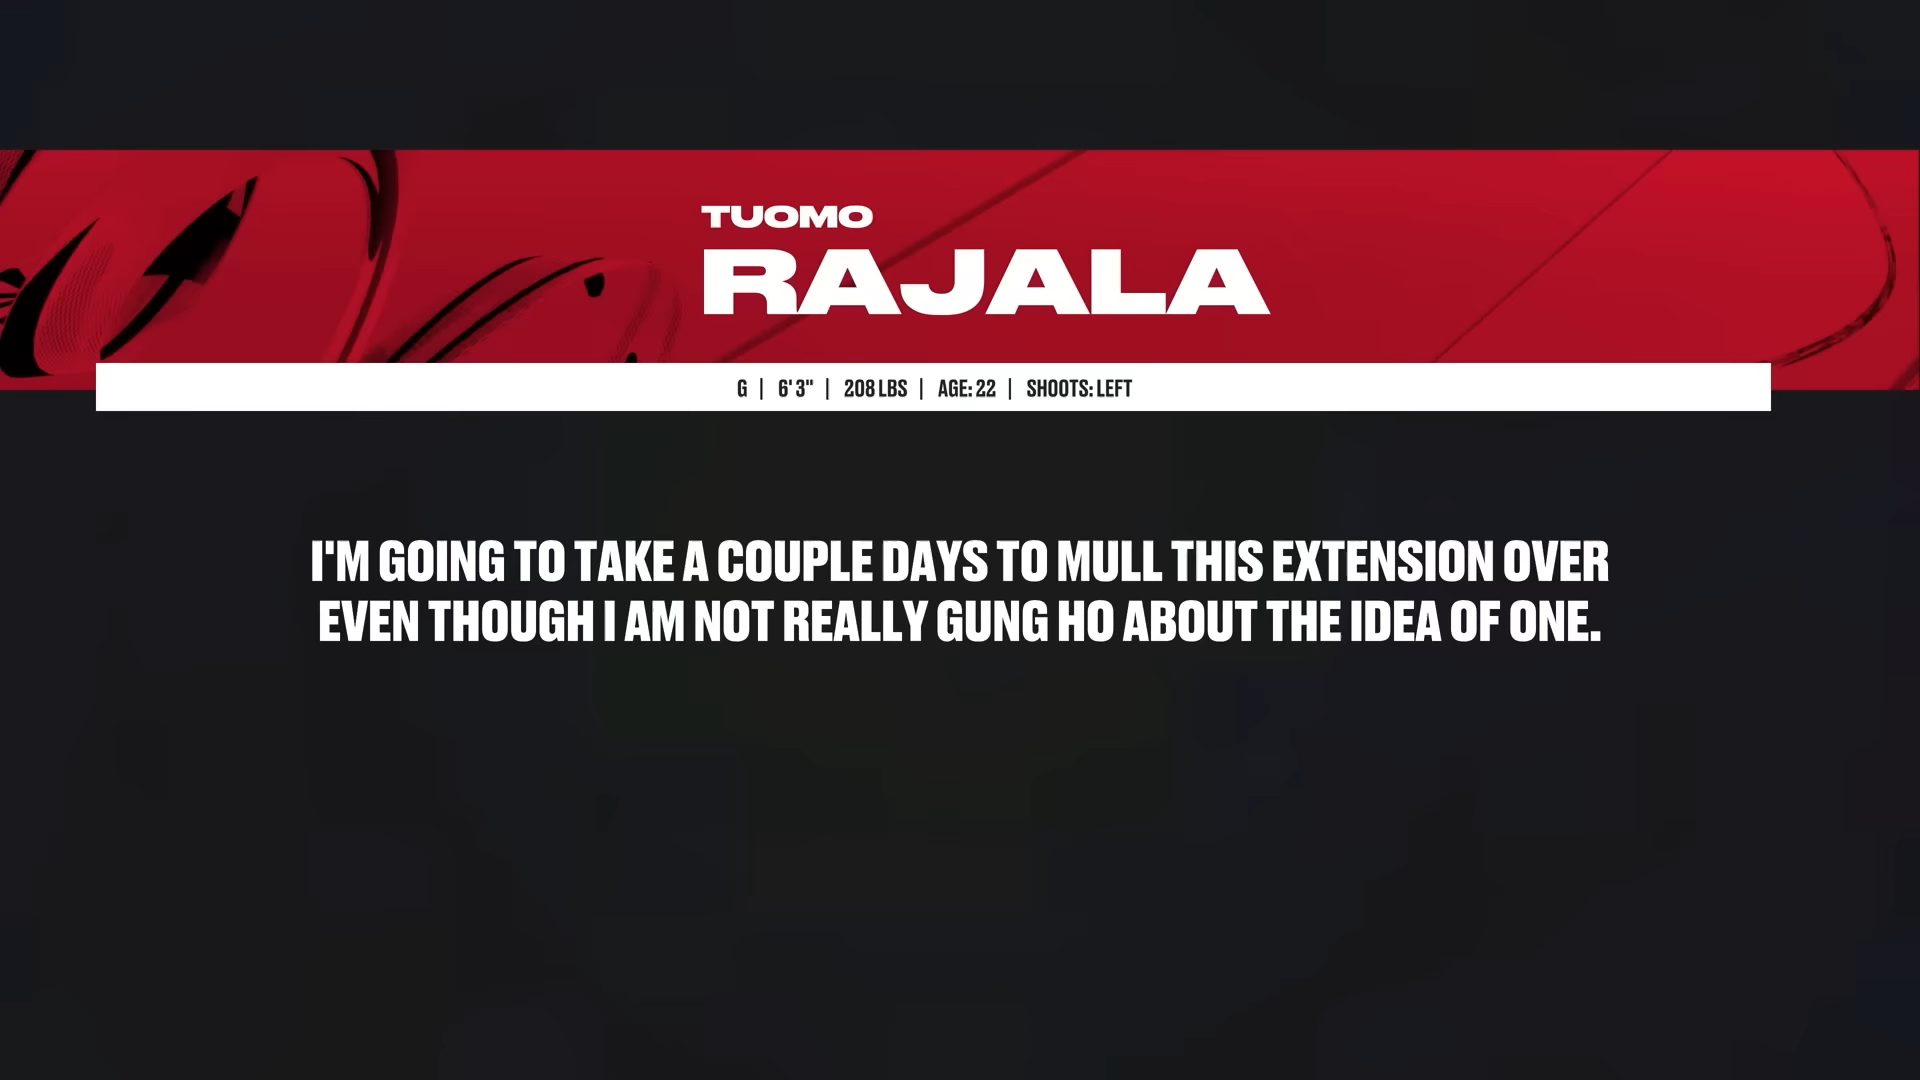 TUOMO
RAJALA
G | 6' 3" | 208 LBS | AGE: 22 | SHOOTS: LEFT
I'M GOING TO TAKE A COUPLE DAYS TO MULL THIS EXTENSION OVER
EVEN THOUGH I AM NOT REALLY GUNG HO ABOUT THE IDEA OF ONE.